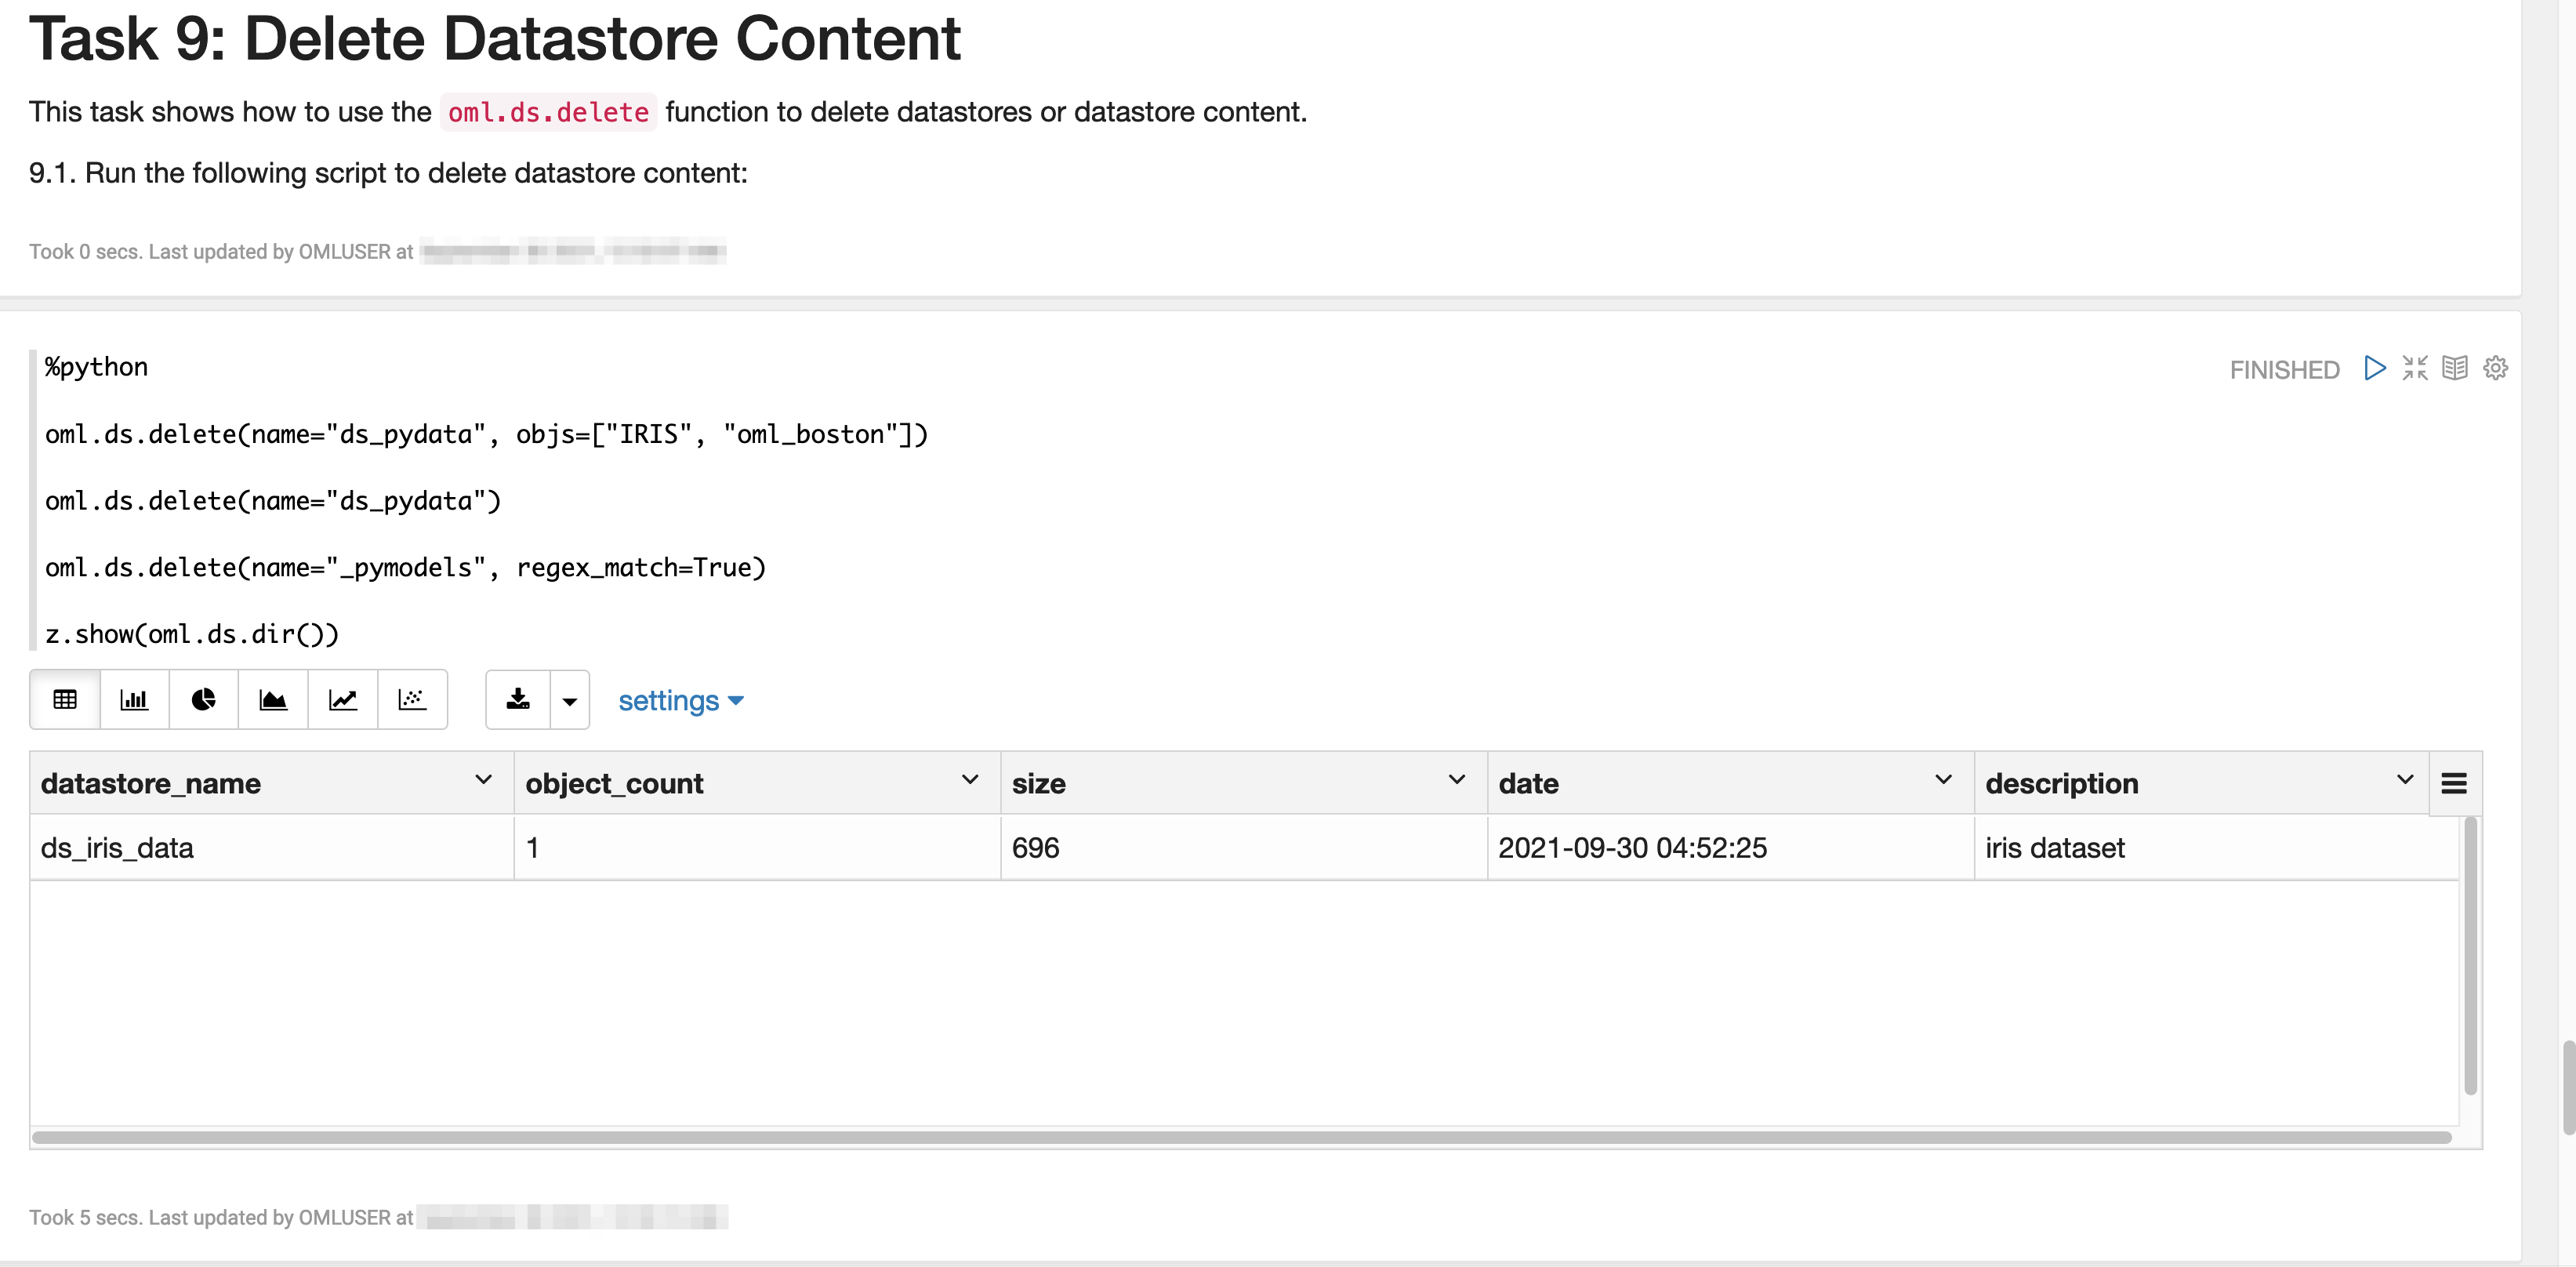 Task 9: Delete Datastore Content
This task shows how to use the oml.ds.delete function to delete datastores or datastore content.
9.1. Run the following script to delete datastore content:
Took 0 secs. Last updated by OMLUSER at
%python
FINISHED
oml.ds.delete(name="ds_pydata", objs=["IRIS", "oml_boston"])
oml.ds.delete(name="ds_pydata")
oml.ds.delete(name="_pymodels", regex_match=True)
z.show(oml.ds.dir())
settings
datastore_name object_count size date description
ds_iris_data 1 696 2021-09-30 04:52:25 iris dataset
Took 5 secs. Last updated by OMLUSER at